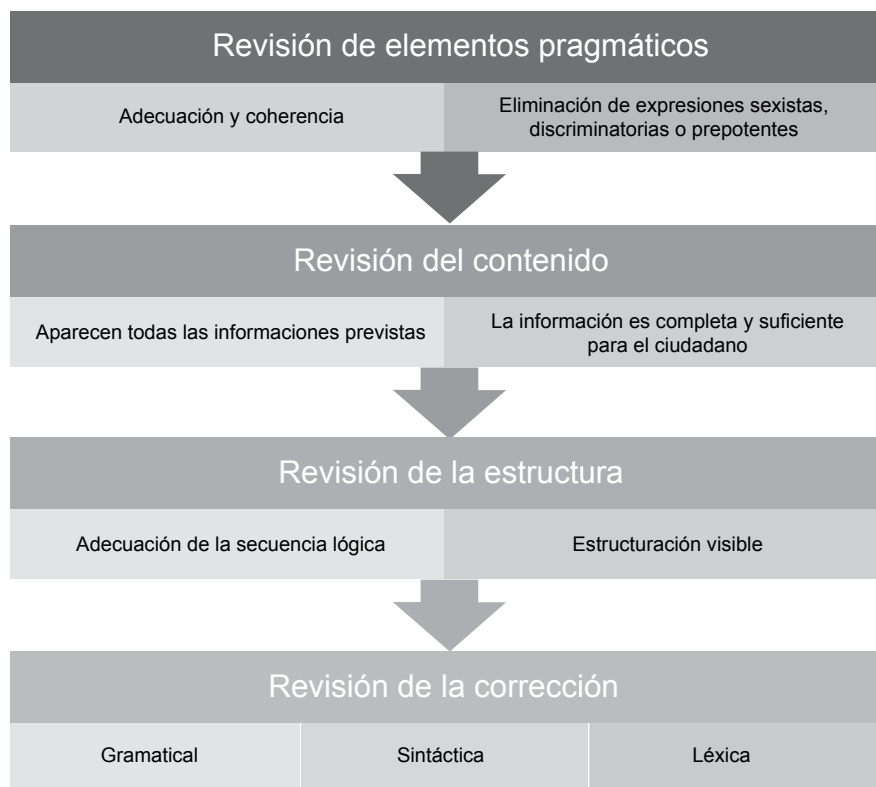 Revisión de elementos pragmáticos
Adecuación y coherencia
Eliminación de expresiones sexistas,
discriminatorias o prepotentes
Revisión del contenido
Aparecen todas las informaciones previstas
La información es completa y suficiente
para el ciudadano
Revisión de la estructura
Adecuación de la secuencia lógica
Estructuración visible
Revisión de la corrección
Gramatical
Sintáctica
Léxica